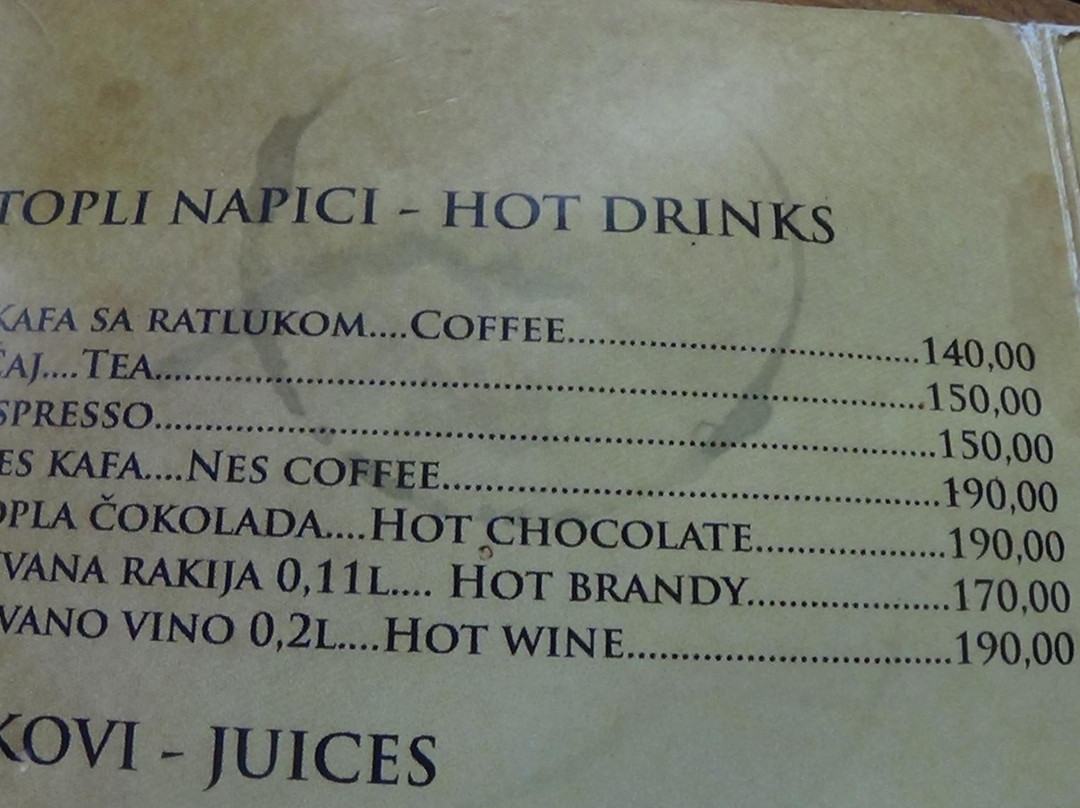 TOPLI NAPICI - HOT DRINKS
KAFA SA RATLUKOM....COFFEE..........................................140,00
ČAJ....TEA..........................................................................150,00
SPRESSO...........................................................................150,00
ES KAFA....NES COFFEE................................................190,00
OPLA ČOKOLADA....HOT CHOCOLATE...................190,00
VANA RAKIJA 0,11L.... HOT BRANDY....................170,00
VANO VINO 0,2L....HOT WINE................................190,00
KOVI - JUICES